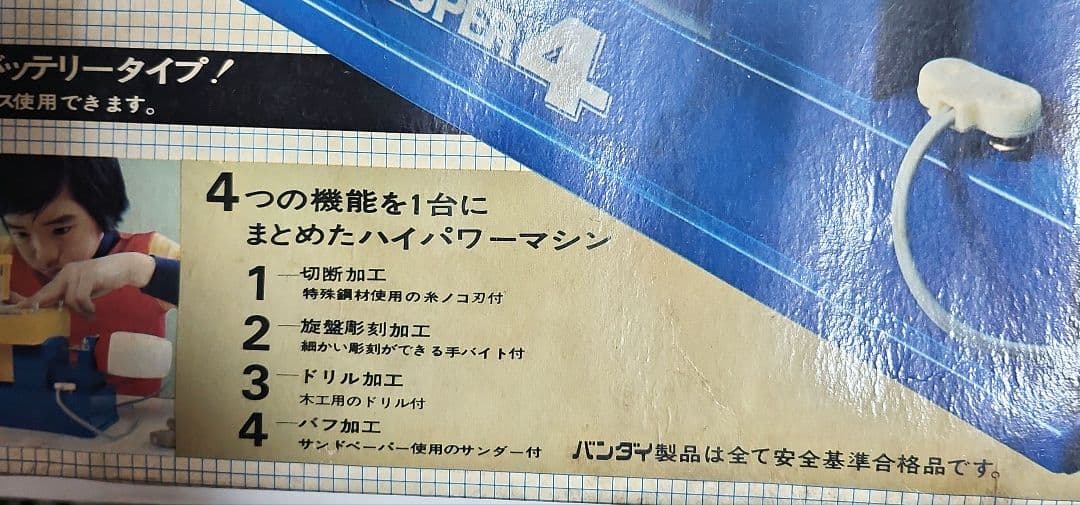 SUPER 4
バッテリータイプ!
ス使用できます。
4つの機能を1台に
まとめたハイパワーマシン
1—切断加工
特殊鋼材使用の糸ノコ刃付
2—旋盤彫刻加工
細かい彫刻ができる手バイト付
3—ドリル加工
木工用のドリル付
4—バフ加工
サンドペーパー使用のサンダー付
バンダイ製品は全て安全基準合格品です。